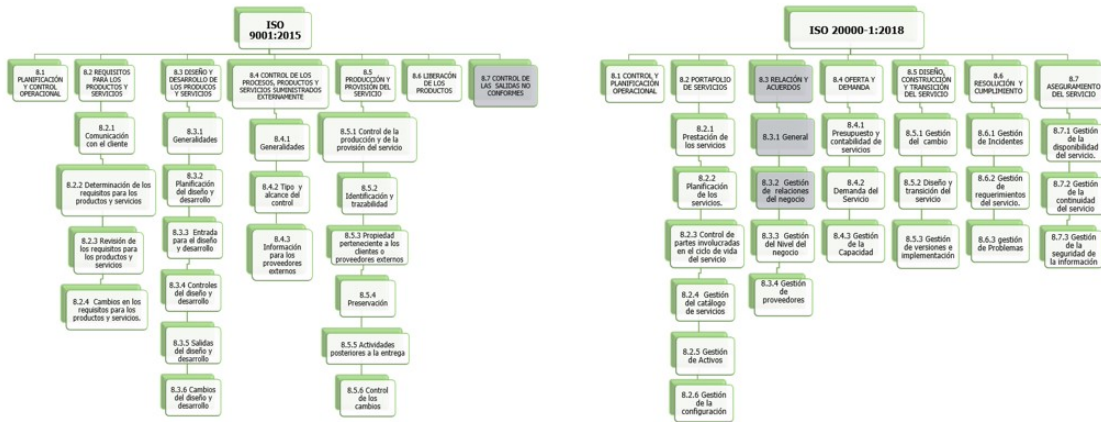 ISO
9001:2015
8.1
PLANIFICACIÓN
Y CONTROL
OPERACIONAL
8.2 REQUISITOS
PARA LOS
PRODUCTOS Y
SERVICIOS
8.2.1
Comunicación
con el cliente
8.2.2 Determinación de los
requisitos para los
productos y servicios
8.2.3 Revisión de
los requisitos para
los productos y
servicios
8.2.4 Cambios en los
requisitos para los
productos y servicios.
8.3 DISEÑO Y
DESARROLLO DE
LOS PRODUCOS Y
SERVICIOS
8.3.1
Generalidades
8.3.2
Planificación
del diseño y
desarrollo
8.3.3 Entrada
para el diseño
y desarrollo
8.3.4 Controles
del diseño y
desarrollo
8.3.5 Salidas
del diseño y
desarrollo
8.3.6 Cambios
del diseño y
desarrollo
8.4 CONTROL DE LOS
PROCESOS, PRODUCTOS Y
SERVICIOS SUMINISTRADOS
EXTERNAMENTE
8.4.1
Generalidades
8.4.2 Tipo y
alcance del
control
8.4.3
Información
para los
proveedores
externos
8.5
PRODUCCIÓN Y
PROVISIÓN DEL
SERVICIO
8.5.1 Control de la
producción y de la
provisión del servicio
8.5.2
Identificación y
trazabilidad
8.5.3 Propiedad
perteneciente a los
clientes o
proveedores externos
8.5.4
Preservación
8.5.5 Actividades
posteriores a la entrega
8.5.6 Control
de los
cambios
8.6 LIBERACIÓN
DE LOS
PRODUCTOS
8.7 CONTROL DE
LAS SALIDAS NO
CONFORMES
ISO 20000-1:2018
8.1 CONTROL Y
PLANIFICACIÓN
OPERACIONAL
8.2 PORTAFOLIO
DE SERVICIOS
8.2.1
Prestación de
los servicios
8.2.2
Planificación
de los
servicios.
8.2.3 Control de
partes involucradas
en el ciclo de vida
del servicio
8.2.4 Gestión
del catálogo
de servicios
8.2.5 Gestión
de Activos
8.2.6 Gestión
de la
configuración
8.3 RELACIÓN Y
ACUERDOS
8.3.1 General
8.3.2 Gestión
de relaciones
del negocio
8.3.3 Gestión
del Nivel del
negocio
8.3.4 Gestión
de
proveedores
8.4 OFERTA Y
DEMANDA
8.4.1
Presupuesto y
contabilidad de
servicios
8.4.2
Demanda del
Servicio
8.4.3 Gestión
de la
Capacidad
8.5 DISEÑO,
CONSTRUCCIÓN
Y TRANSICIÓN
DEL SERVICIO
8.5.1 Gestión
del cambio
8.5.2 Diseño y
transición del
servicio
8.5.3 Gestión
de versiones e
implementación
8.6
RESOLUCIÓN Y
CUMPLIMIENTO
8.6.1 Gestión
de Incidentes
8.6.2 Gestión
de
requerimientos
del servicio.
8.6.3 gestión
de Problemas
8.7
ASEGURAMIENTO
DEL SERVICIO
8.7.1 Gestión
de la
disponibilidad
del servicio.
8.7.2 Gestión
de la
continuidad
del servicio
8.7.3 Gestión
de la
seguridad de
la información